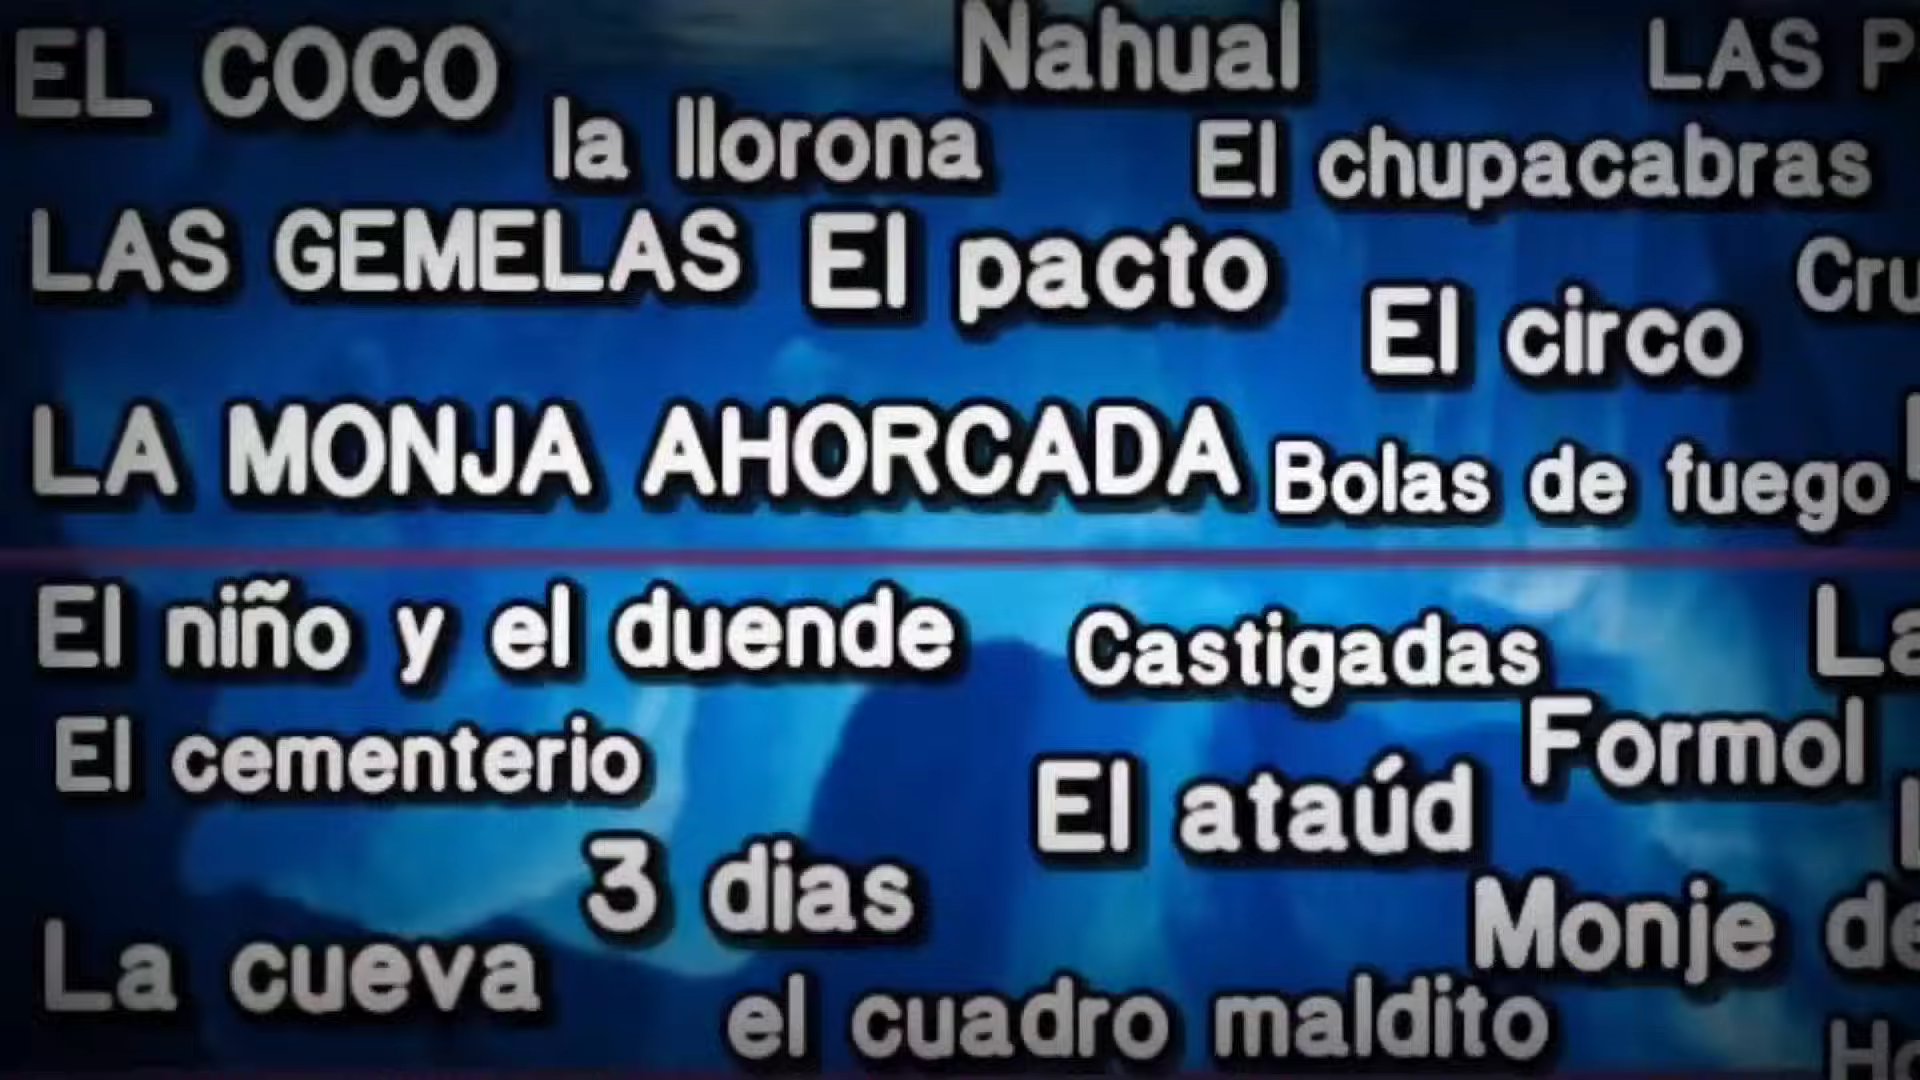 EL COCO
Nahual
LAS
la llorona
El chupacabras
LAS GEMELAS
El pacto
El circo
LA MONJA AHORCADA
Bolas de fuego
El niño y el duende
Castigadas
El cementerio
Formol
El ataúd
3 dias
Monje
La cueva
el cuadro maldito